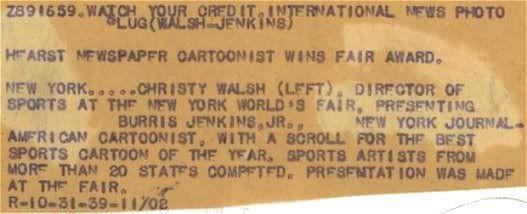 Z891659.WATCH YOUR CREDIT.INTERNATIONAL NEWS PHOTO
SLUG(WALSH-JENKINS)
HEARST NEWSPAPER CARTOONIST WINS FAIR AWARD.
NEW YORK.....CHRISTY WALSH (LEFT), DIRECTOR OF
SPORTS AT THE NEW YORK WORLD'S FAIR, PRESENTING
BURRIS JENKINS,JR., NEW YORK JOURNAL-
AMERICAN CARTOONIST, WITH A SCROLL FOR THE BEST
SPORTS CARTOON OF THE YEAR. SPORTS ARTISTS FROM
MORE THAN 20 STATES COMPETED. PRESENTATION WAS MADE
AT THE FAIR.
R-10-31-39-11/02